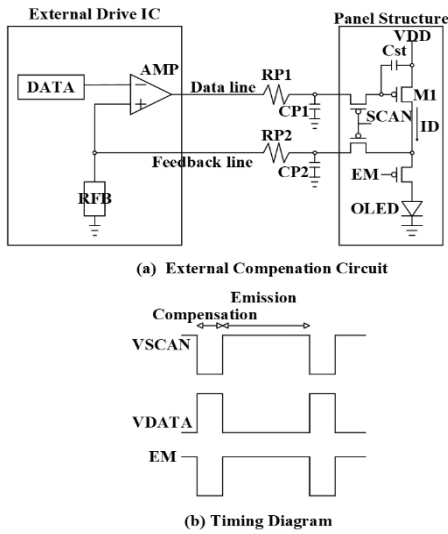 External Drive IC
Panel Structure
VDD
Cst
AMP
DATA
RP1
M1
Data line
CP1
SCAN
RP2
ID
Feedback line
CP2
EM
RFB
OLED
(a) External Compenation Circuit
Emission
Compensation
VSCAN
VDATA
EM
(b) Timing Diagram